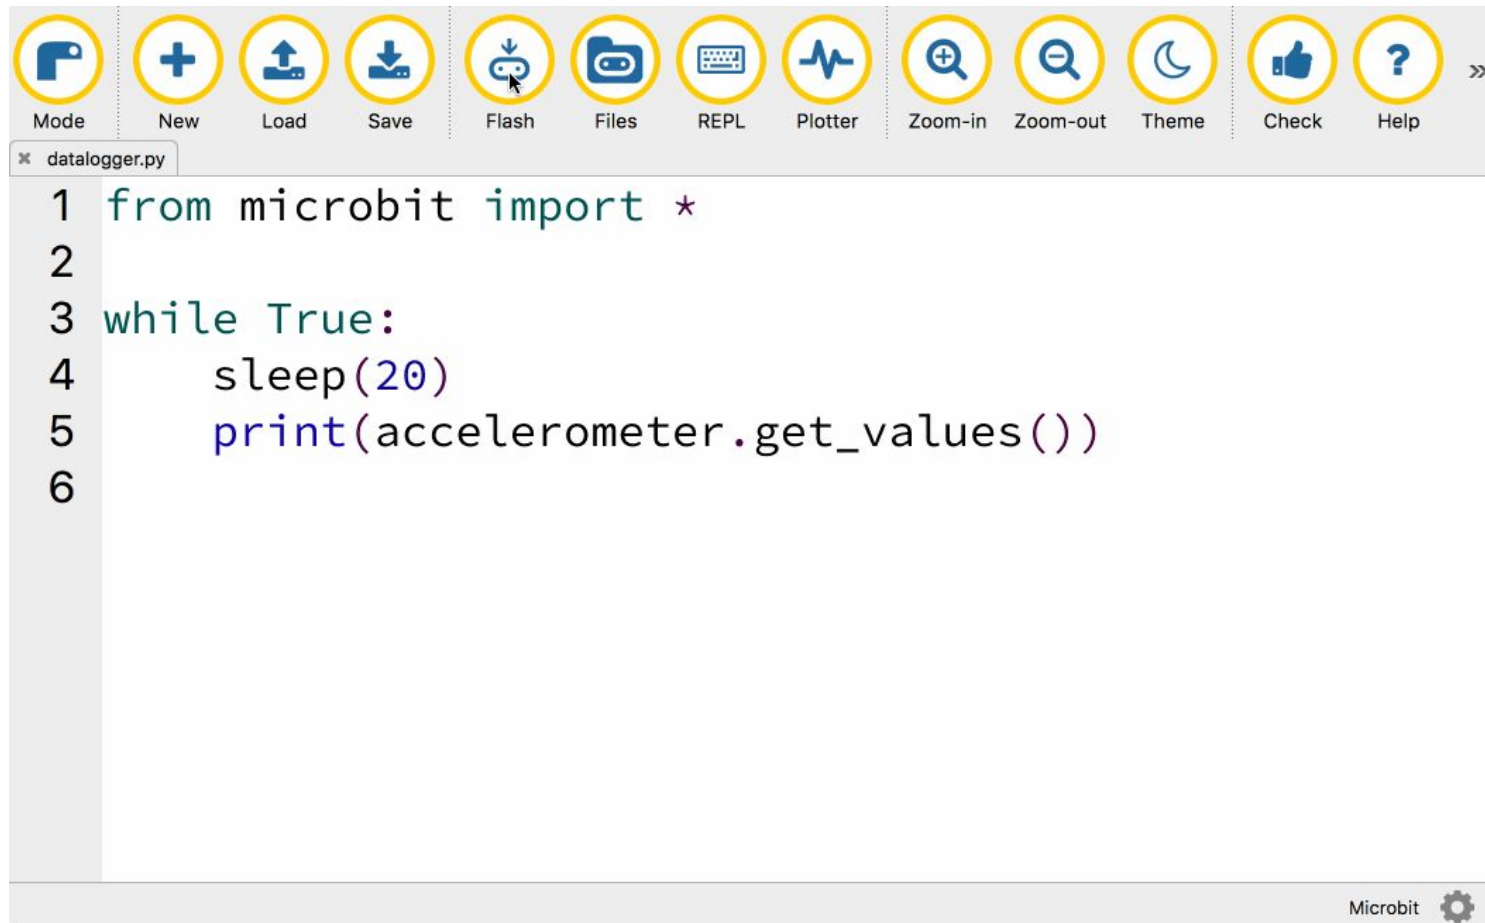 Mode New Load Save Flash Files REPL Plotter Zoom-in Zoom-out Theme Check Help »
datalogger.py
1 from microbit import *
2
3 while True:
4     sleep(20)
5     print(accelerometer.get_values())
6
Microbit